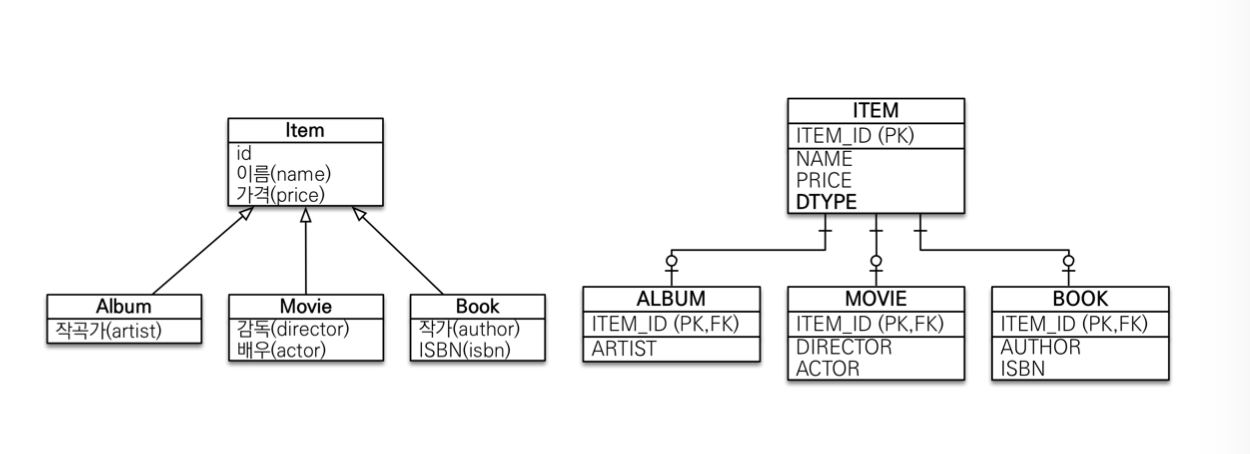 Item
id
이름(name)
가격(price)
Album
작곡가(artist)
Movie
감독(director)
배우(actor)
Book
작가(author)
ISBN(isbn)
ITEM
ITEM_ID (PK)
NAME
PRICE
DTYPE
ALBUM
ITEM_ID (PK,FK)
ARTIST
MOVIE
ITEM_ID (PK,FK)
DIRECTOR
ACTOR
BOOK
ITEM_ID (PK,FK)
AUTHOR
ISBN